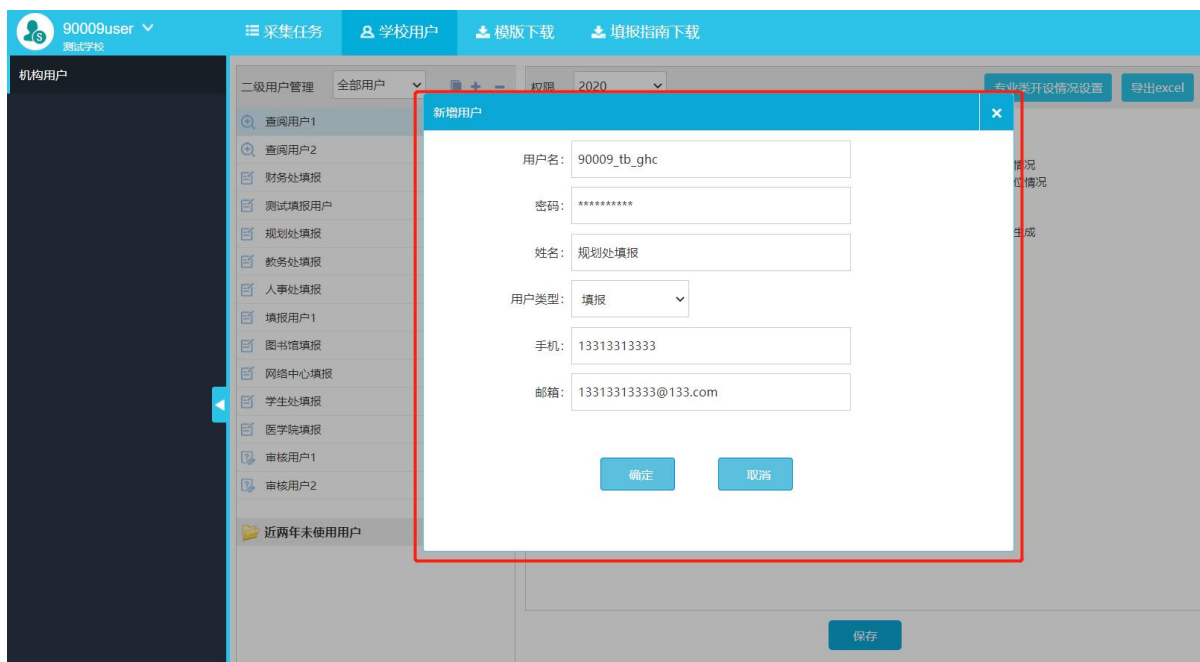 90009user
测试学校
采集任务
学校用户
模版下载
填报指南下载
机构用户
二级用户管理
全部用户
权限
2020
专业类开设情况设置
导出excel
查阅用户1
查阅用户2
财务处填报
测试填报用户
规划处填报
教务处填报
人事处填报
填报用户1
图书馆填报
网络中心填报
学生处填报
医学院填报
审核用户1
审核用户2
近两年未使用用户
新增用户
用户名: 90009_tb_ghc
密码: **********
姓名: 规划处填报
用户类型: 填报
手机: 13313313333
邮箱: 13313313333@133.com
确定
取消
情况
位情况
生成
保存